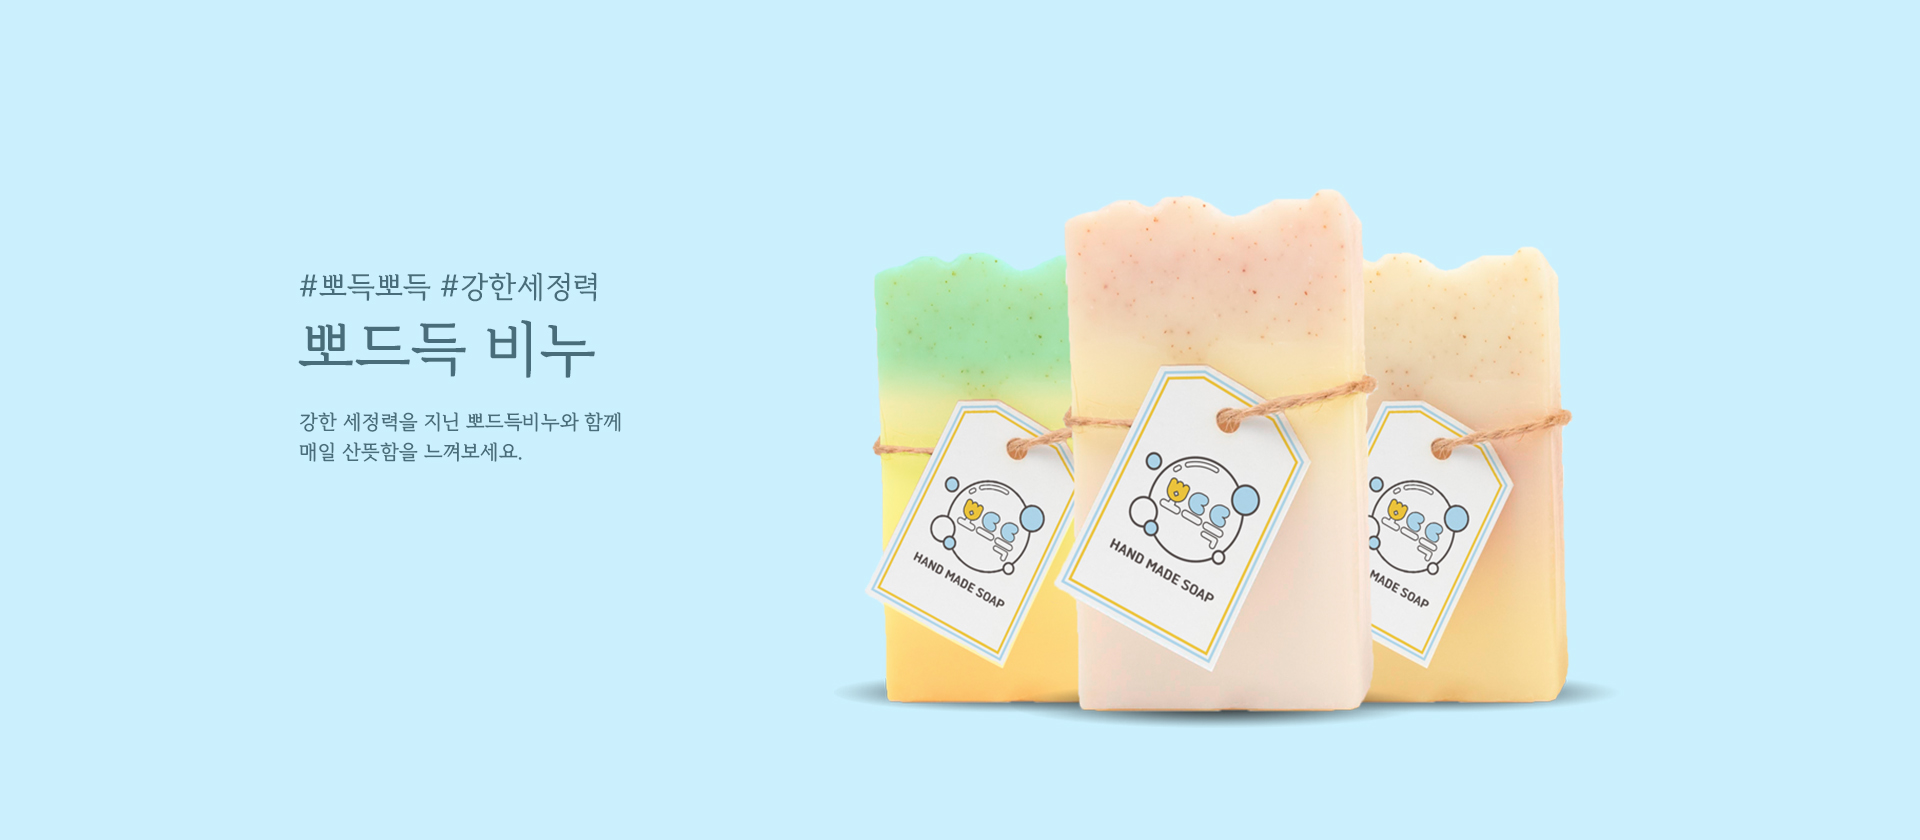 #뽀득뽀득 #강한세정력
뽀드득 비누
강한 세정력을 지닌 뽀드득비누와 함께
매일 산뜻함을 느껴보세요.
HAND MADE SOAP
HAND MADE SOAP
MADE SOAP